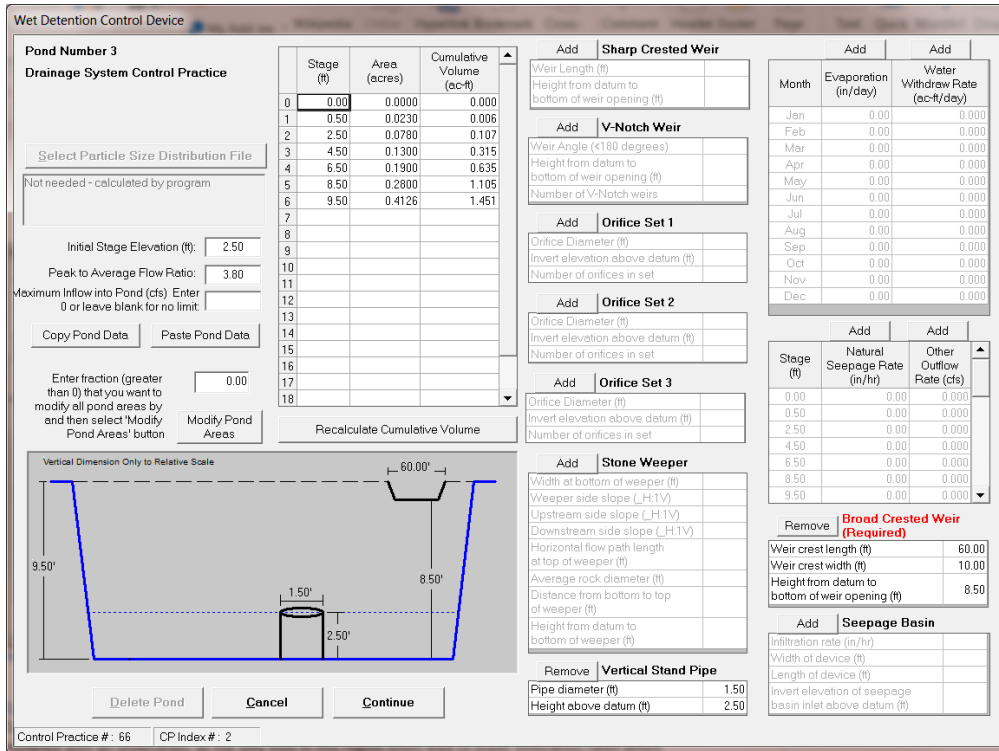 Wet Detention Control Device
Pond Number 3
Drainage System Control Practice
Select Particle Size Distribution File
Not needed - calculated by program
Initial Stage Elevation (ft): 2.50
Peak to Average Flow Ratio: 3.80
Maximum Inflow into Pond (cfs) Enter
0 or leave blank for no limit:
Copy Pond Data Paste Pond Data
Enter fraction (greater 0.00
than 0) that you want to
modify all pond areas by
and then select 'Modify
Pond Areas' button
Modify Pond
Areas
Stage
(ft)
Area
(acres)
Cumulative
Volume
(ac-ft)
0 0.00 0.0000 0.000
1 0.50 0.0230 0.006
2 2.50 0.0780 0.107
3 4.50 0.1300 0.315
4 6.50 0.1900 0.635
5 8.50 0.2800 1.105
6 9.50 0.4126 1.451
7
8
9
10
11
12
13
14
15
16
17
18
Recalculate Cumulative Volume
Vertical Dimension Only to Relative Scale
60.00'
9.50'
8.50'
1.50'
2.50'
Delete Pond Cancel Continue
Control Practice # : 66 CP Index # : 2
Add Sharp Crested Weir
Weir Length (ft)
Height from datum to
bottom of weir opening (ft)
Add V-Notch Weir
Weir Angle (<180 degrees)
Height from datum to
bottom of weir opening (ft)
Number of V-Notch weirs
Add Orifice Set 1
Orifice Diameter (ft)
Invert elevation above datum (ft)
Number of orifices in set
Add Orifice Set 2
Orifice Diameter (ft)
Invert elevation above datum (ft)
Number of orifices in set
Add Orifice Set 3
Orifice Diameter (ft)
Invert elevation above datum (ft)
Number of orifices in set
Add Stone Weeper
Width at bottom of weeper (ft)
Weeper side slope (_H:1V)
Upstream side slope (_H:1V)
Downstream side slope (_H:1V)
Horizontal flow path length
at top of weeper (ft)
Average rock diameter (ft)
Distance from bottom to top
of weeper (ft)
Height from datum to
bottom of weeper (ft)
Remove Vertical Stand Pipe
Pipe diameter (ft) 1.50
Height above datum (ft) 2.50
Add Add
Month
Evaporation
(in/day)
Water
Withdraw Rate
(ac-ft/day)
Jan 0.00 0.000
Feb 0.00 0.000
Mar 0.00 0.000
Apr 0.00 0.000
May 0.00 0.000
Jun 0.00 0.000
Jul 0.00 0.000
Aug 0.00 0.000
Sep 0.00 0.000
Oct 0.00 0.000
Nov 0.00 0.000
Dec 0.00 0.000
Add Add
Stage
(ft)
Natural
Seepage Rate
(in/hr)
Other
Outflow
Rate (cfs)
0.00 0.00 0.000
0.50 0.00 0.000
2.50 0.00 0.000
4.50 0.00 0.000
6.50 0.00 0.000
8.50 0.00 0.000
9.50 0.00 0.000
Remove Broad Crested Weir
(Required)
Weir crest length (ft) 60.00
Weir crest width (ft) 10.00
Height from datum to
bottom of weir opening (ft) 8.50
Add Seepage Basin
Infiltration rate (in/hr)
Width of device (ft)
Length of device (ft)
Invert elevation of seepage
basin inlet above datum (ft)